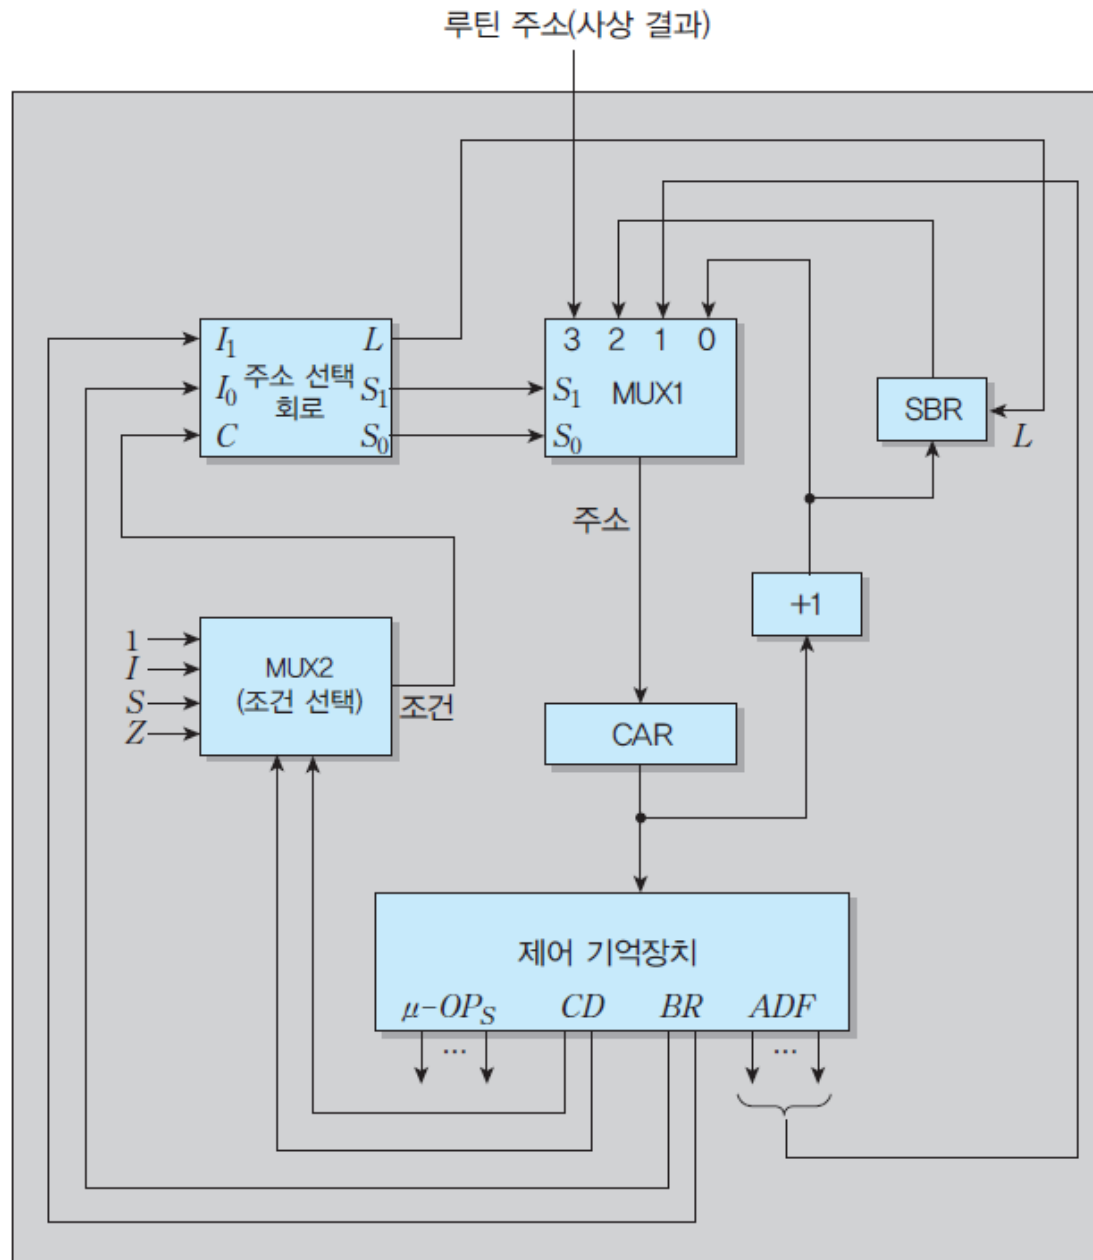 루틴 주소(사상 결과)
I₁ L
주소 선택
I₀ S₁
회로
C S₀
3 2 1 0
S₁ MUX1
S₀
SBR
L
주소
+1
1
I
S
Z
MUX2
(조건 선택)
조건
CAR
제어 기억장치
μ-OPS CD BR ADF
... ...